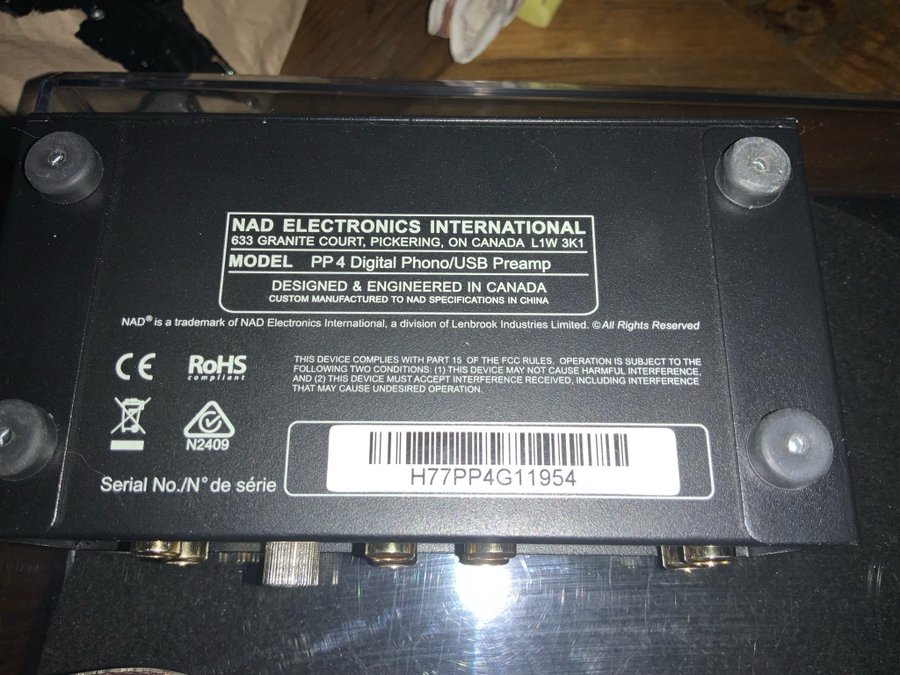 NAD ELECTRONICS INTERNATIONAL
633 GRANITE COURT, PICKERING, ON CANADA L1W 3K1
MODEL PP 4 Digital Phono/USB Preamp
DESIGNED & ENGINEERED IN CANADA
CUSTOM MANUFACTURED TO NAD SPECIFICATIONS IN CHINA
NAD® is a trademark of NAD Electronics International, a division of Lenbrook Industries Limited. © All Rights Reserved
CE RoHS
compliant
THIS DEVICE COMPLIES WITH PART 15 OF THE FCC RULES. OPERATION IS SUBJECT TO THE
FOLLOWING TWO CONDITIONS: (1) THIS DEVICE MAY NOT CAUSE HARMFUL INTERFERENCE,
AND (2) THIS DEVICE MUST ACCEPT INTERFERENCE RECEIVED, INCLUDING INTERFERENCE
THAT MAY CAUSE UNDESIRED OPERATION.
N2409
Serial No./N° de série
H77PP4G11954